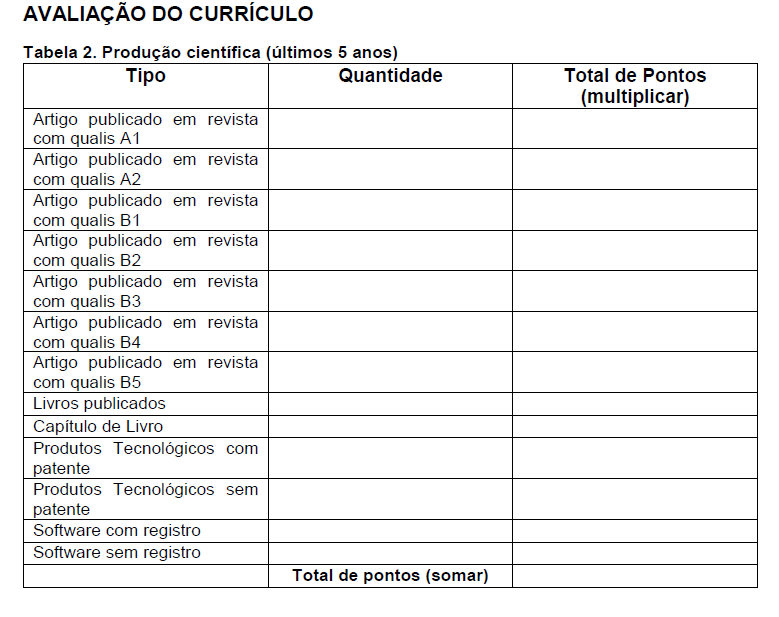 AVALIAÇÃO DO CURRÍCULO
Tabela 2. Produção científica (últimos 5 anos)
Tipo Quantidade Total de Pontos
(multiplicar)
Artigo publicado em revista
com qualis A1
Artigo publicado em revista
com qualis A2
Artigo publicado em revista
com qualis B1
Artigo publicado em revista
com qualis B2
Artigo publicado em revista
com qualis B3
Artigo publicado em revista
com qualis B4
Artigo publicado em revista
com qualis B5
Livros publicados
Capítulo de Livro
Produtos Tecnológicos com
patente
Produtos Tecnológicos sem
patente
Software com registro
Software sem registro
Total de pontos (somar)